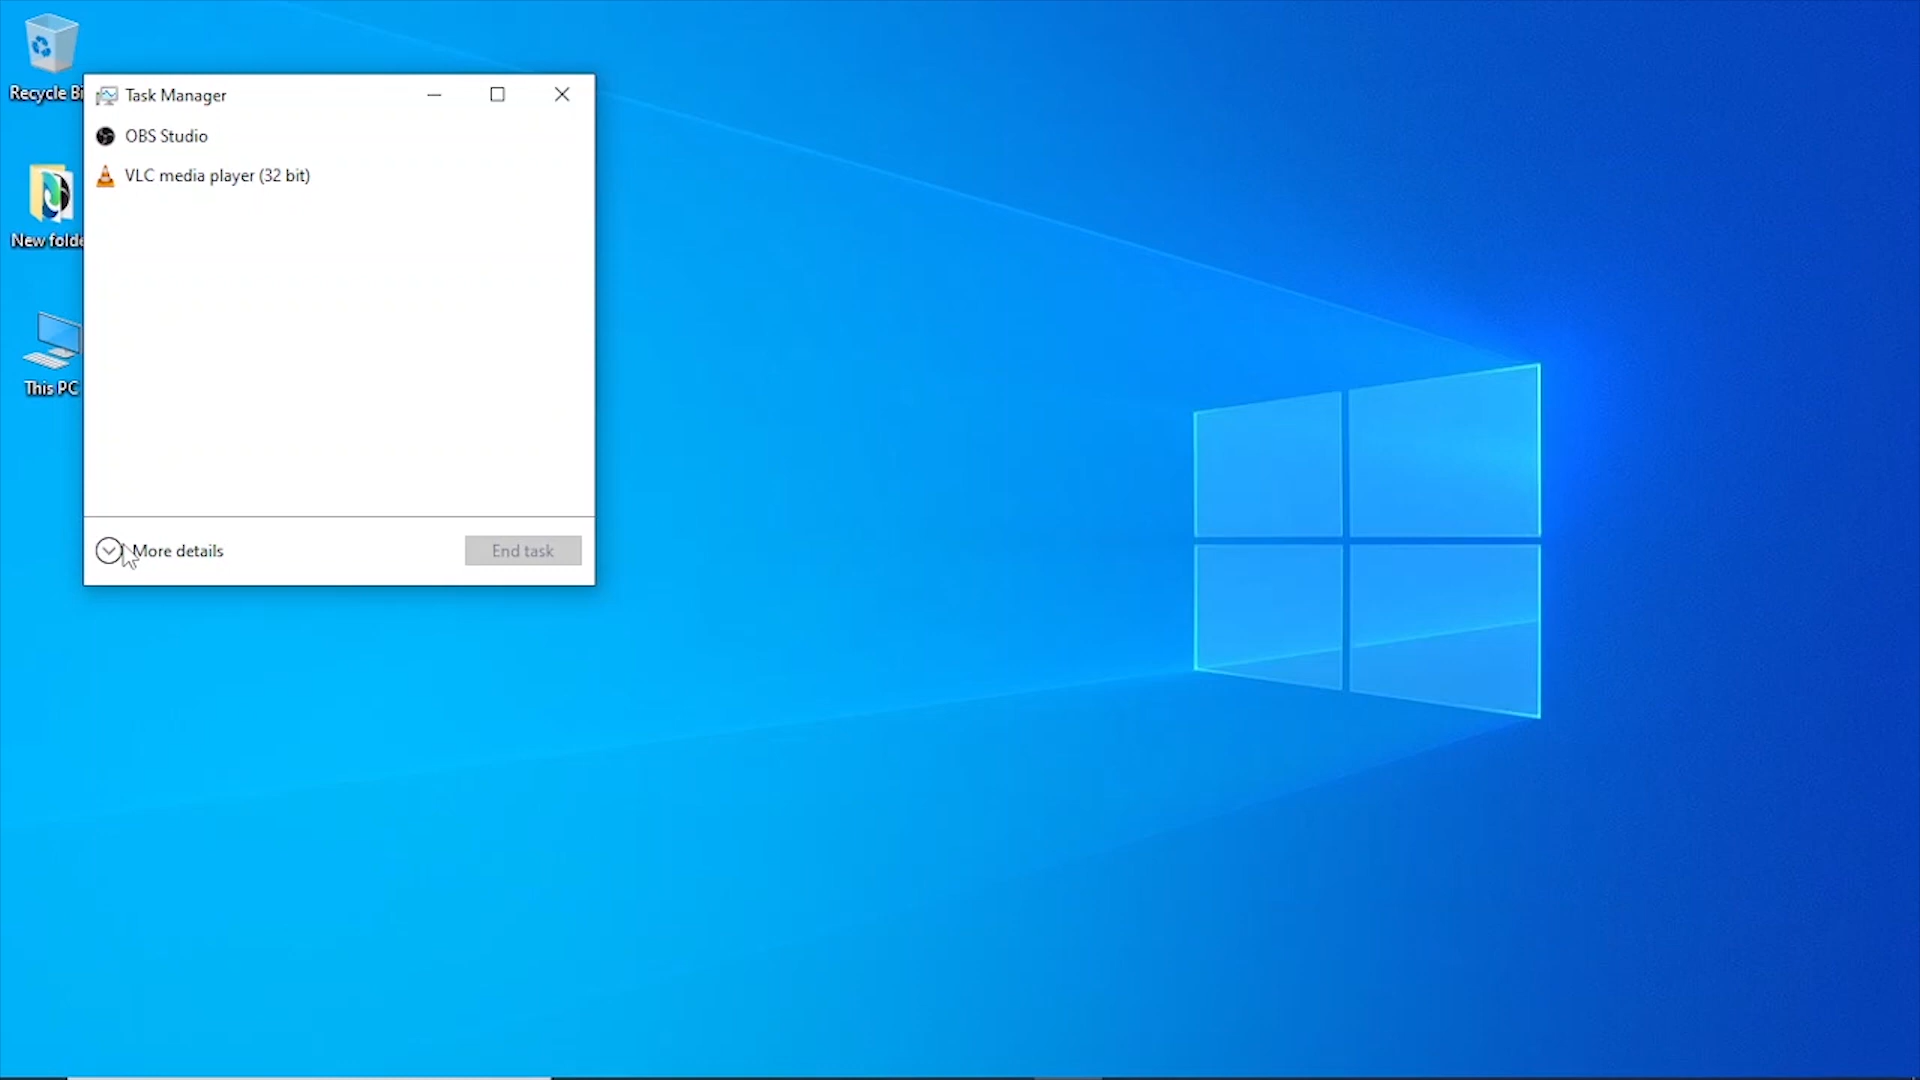 Recycle Bi
Task Manager
OBS Studio
VLC media player (32 bit)
New folde
This PC
More details
End task